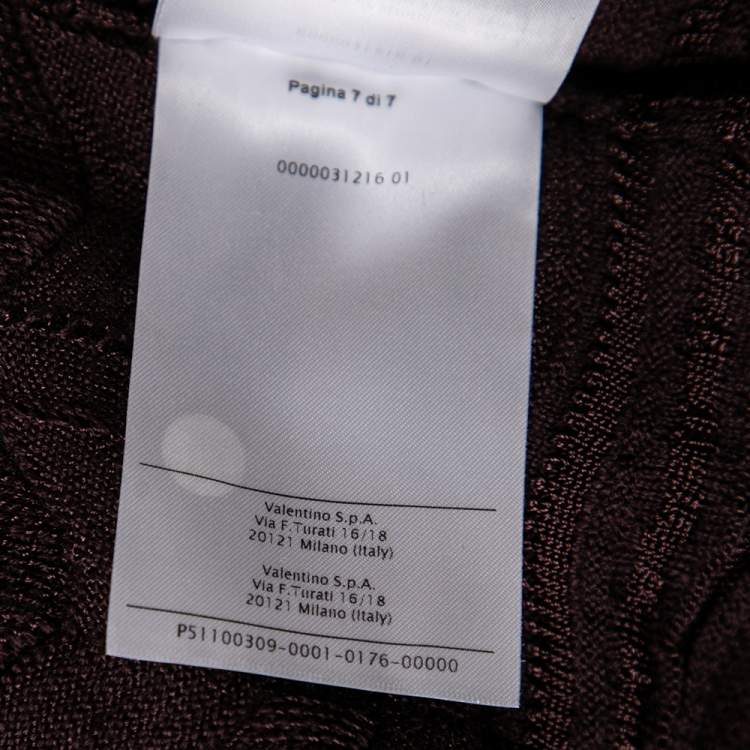 Pagina 7 di 7
0000031216 01
Valentino S.p.A.
Via F.Turati 16/18
20121 Milano (Italy)
Valentino S.p.A.
Via F.Turati 16/18
20121 Milano (Italy)
P51100309-0001-0176-00000